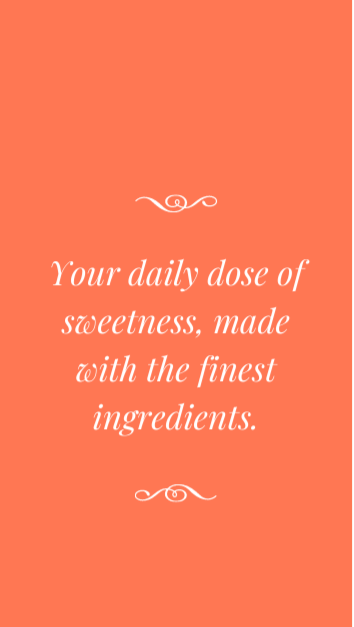 Your daily dose of
sweetness, made
with the finest
ingredients.